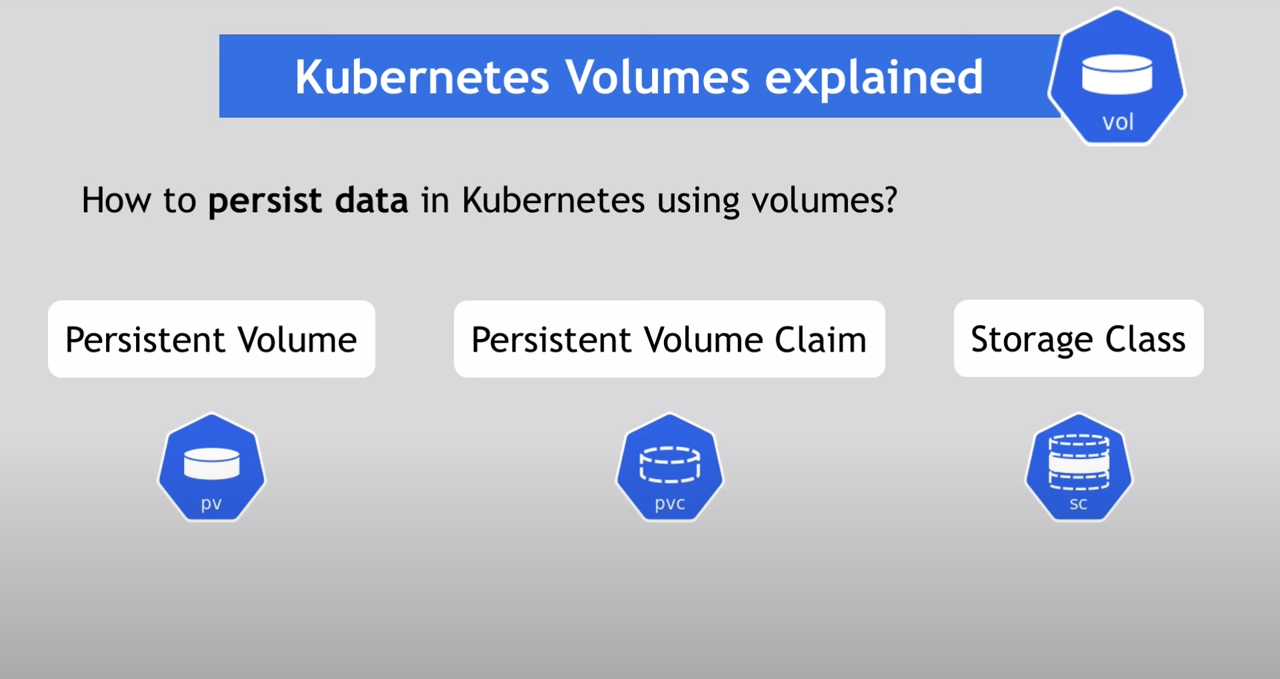 Kubernetes Volumes explained
vol
How to persist data in Kubernetes using volumes?
Persistent Volume
Persistent Volume Claim
Storage Class
pv
pvc
sc